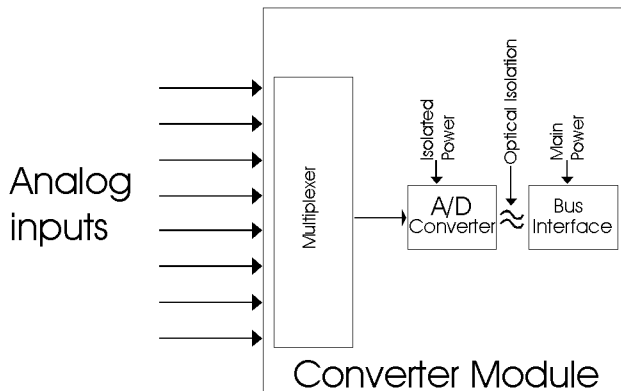 Analog
inputs
Multiplexer
Isolated
Power
A/D
Converter
Optical Isolation
Main
Power
Bus
Interface
Converter Module